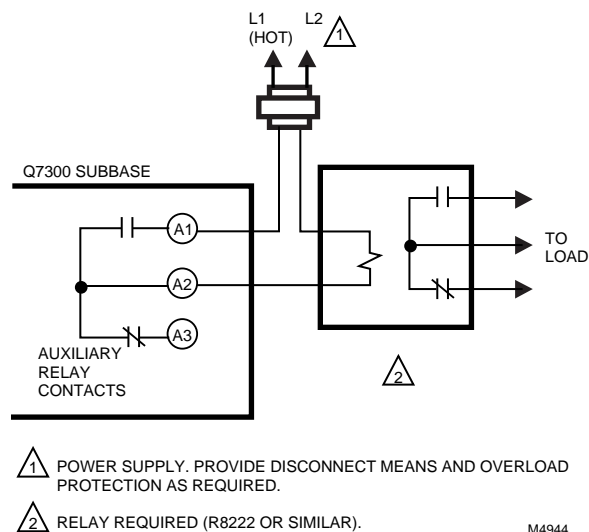 L1
(HOT)
L2
1
Q7300 SUBBASE
A1
A2
A3
AUXILIARY
RELAY
CONTACTS
TO
LOAD
2
1 POWER SUPPLY. PROVIDE DISCONNECT MEANS AND OVERLOAD
PROTECTION AS REQUIRED.
2 RELAY REQUIRED (R8222 OR SIMILAR).
M4944